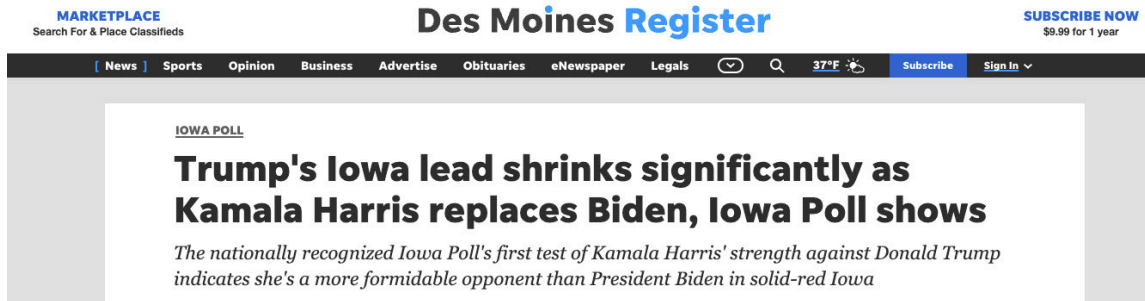 MARKETPLACE
Search For & Place Classifieds
Des Moines Register
SUBSCRIBE NOW
$9.99 for 1 year
[ News ] Sports Opinion Business Advertise Obituaries eNewspaper Legals 37°F Subscribe Sign In
IOWA POLL
Trump's Iowa lead shrinks significantly as
Kamala Harris replaces Biden, Iowa Poll shows
The nationally recognized Iowa Poll's first test of Kamala Harris' strength against Donald Trump
indicates she's a more formidable opponent than President Biden in solid-red Iowa